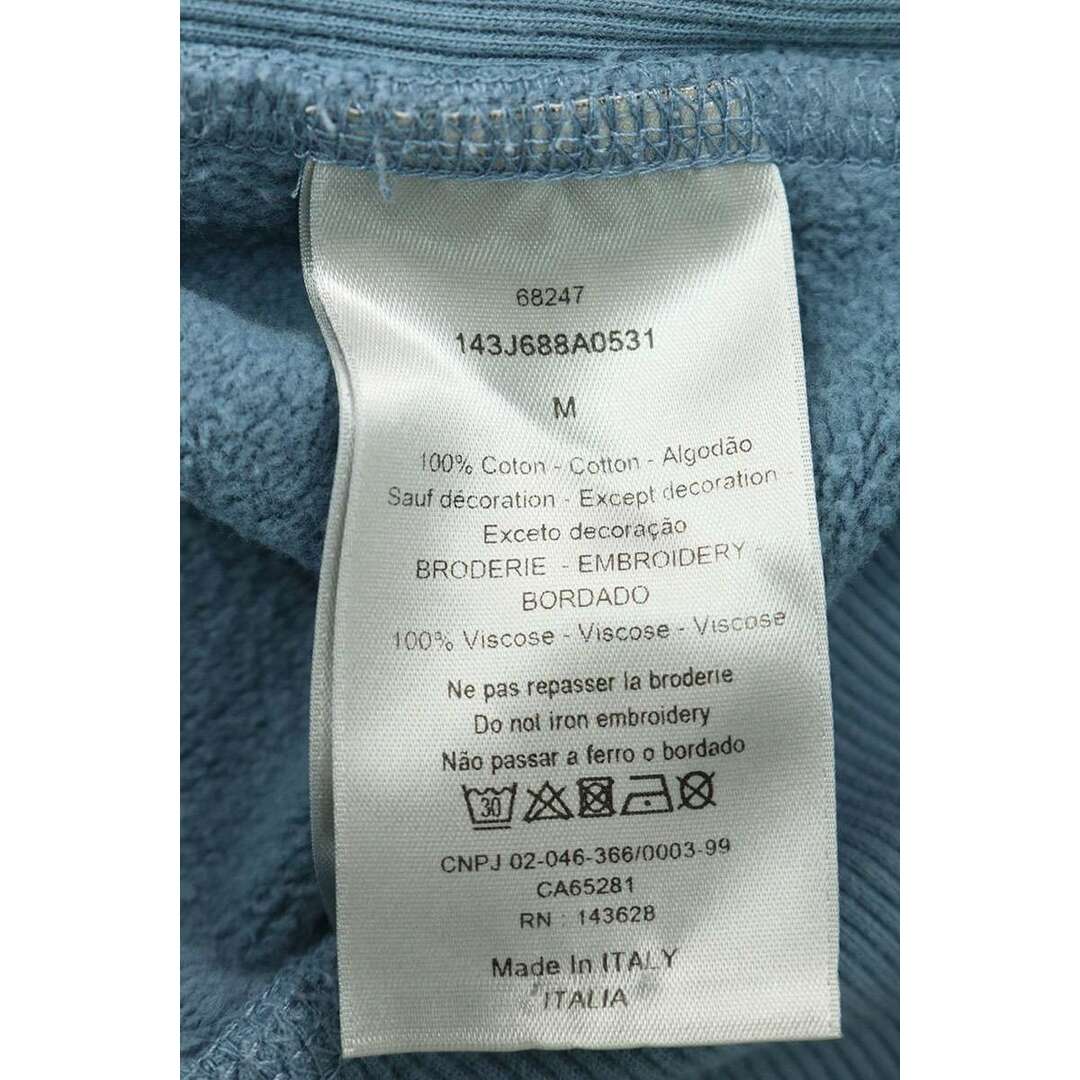 68247
143J688A0531
M
100% Coton - Cotton - Algodão
Sauf décoration - Except decoration -
Exceto decoração
BRODERIE - EMBROIDERY -
BORDADO
100% Viscose - Viscose - Viscose
Ne pas repasser la broderie
Do not iron embroidery
Não passar a ferro o bordado
30
CNPJ 02-046-366/0003-99
CA65281
RN : 143628
Made In ITALY
ITALIA